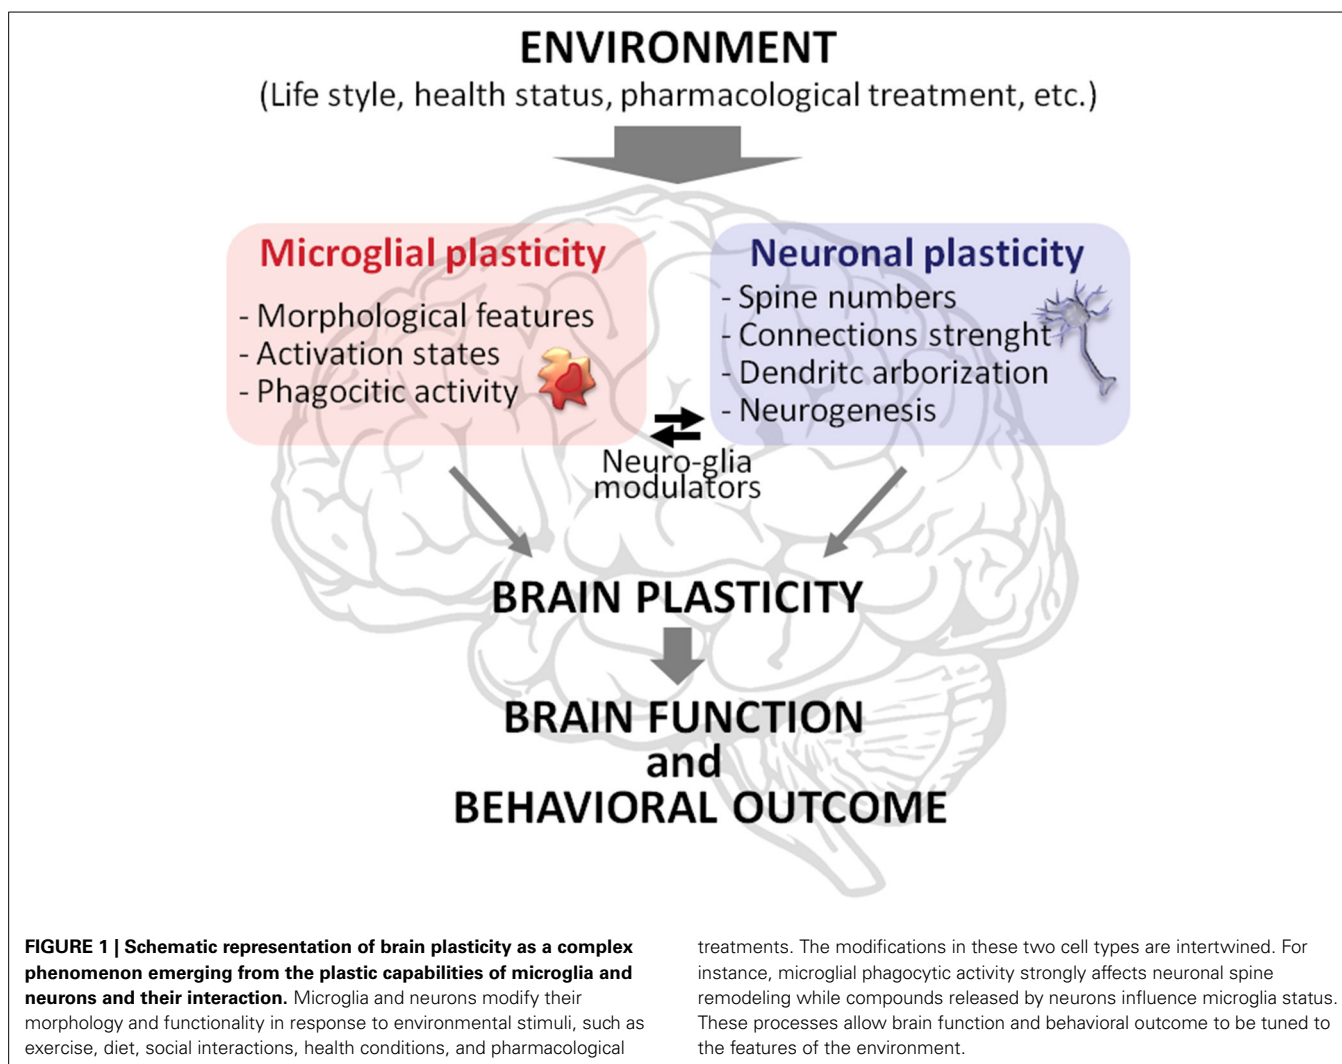 ENVIRONMENT
(Life style, health status, pharmacological treatment, etc.)
Microglial plasticity
- Morphological features
- Activation states
- Phagocitic activity
Neuronal plasticity
- Spine numbers
- Connections strenght
- Dendritc arborization
- Neurogenesis
Neuro-glia
modulators
BRAIN PLASTICITY
BRAIN FUNCTION
and
BEHAVIORAL OUTCOME
FIGURE 1 | Schematic representation of brain plasticity as a complex
phenomenon emerging from the plastic capabilities of microglia and
neurons and their interaction. Microglia and neurons modify their
morphology and functionality in response to environmental stimuli, such as
exercise, diet, social interactions, health conditions, and pharmacological
treatments. The modifications in these two cell types are intertwined. For
instance, microglial phagocytic activity strongly affects neuronal spine
remodeling while compounds released by neurons influence microglia status.
These processes allow brain function and behavioral outcome to be tuned to
the features of the environment.